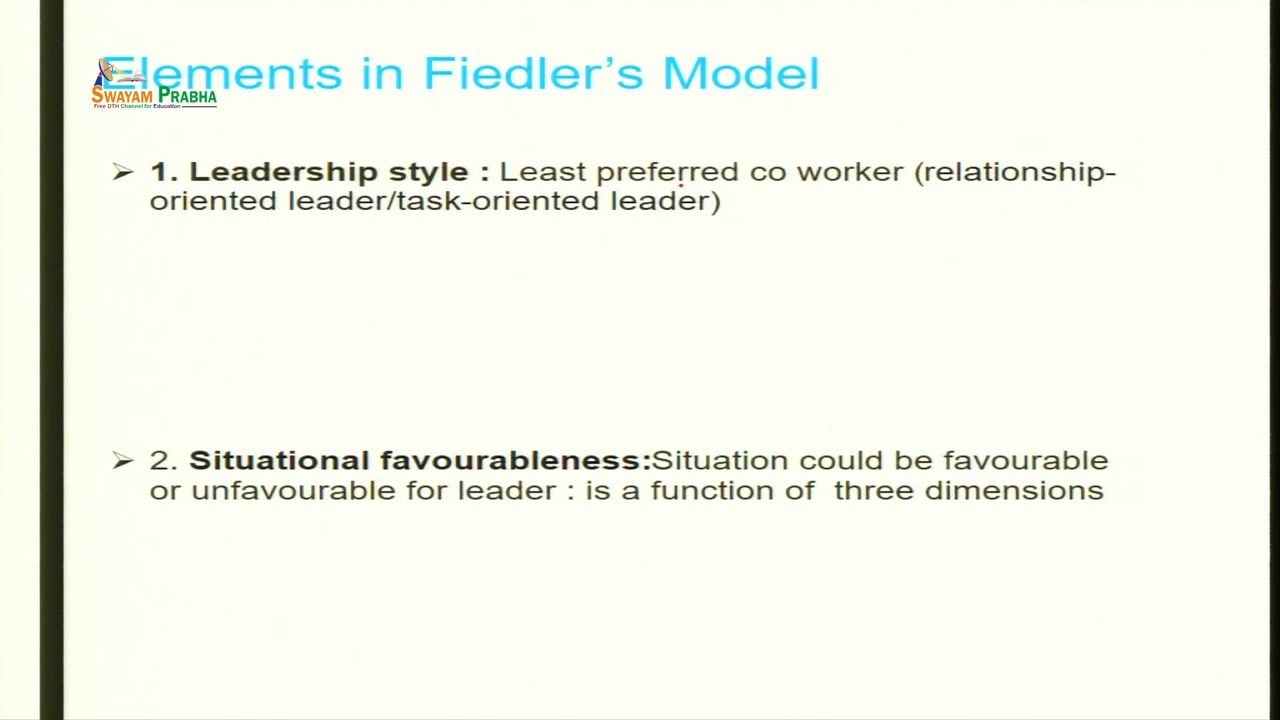 Elements in Fiedler's Model
SWAYAM PRABHA
Free DTH Channel for Education
➢ 1. Leadership style : Least preferred co worker (relationship-
oriented leader/task-oriented leader)
➢ 2. Situational favourableness:Situation could be favourable
or unfavourable for leader : is a function of three dimensions